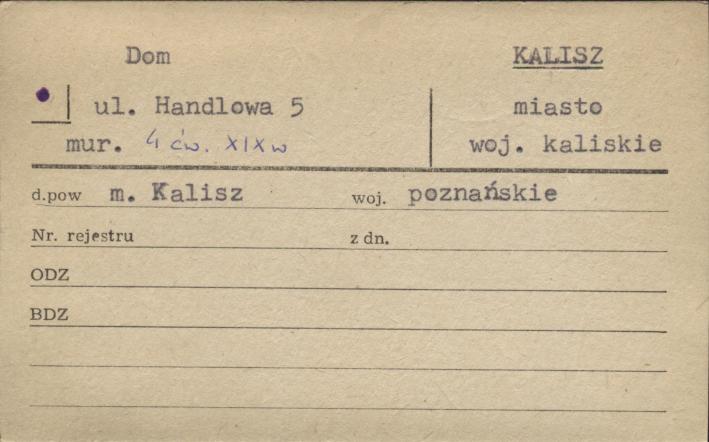 Dom KALISZ
ul. Handlowa 5 miasto
mur. 4 ćw. XIX w woj. kaliskie
d.pow m. Kalisz woj. poznańskie
Nr. rejestru z dn.
ODZ
BDZ